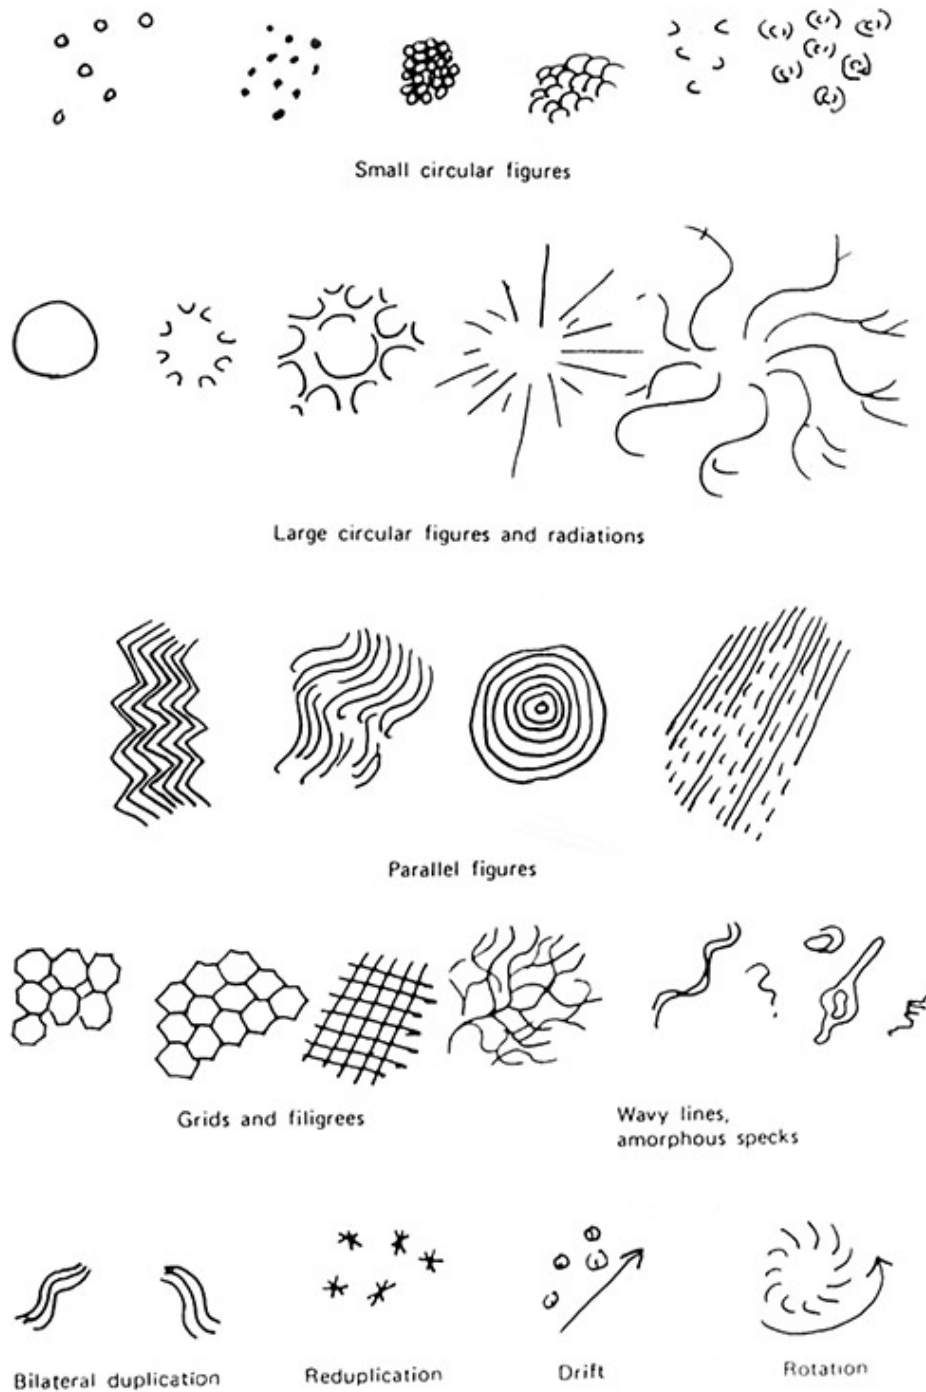 Small circular figures
Large circular figures and radiations
Parallel figures
Grids and filigrees
Wavy lines,
amorphous specks
Bilateral duplication
Reduplication
Drift
Rotation